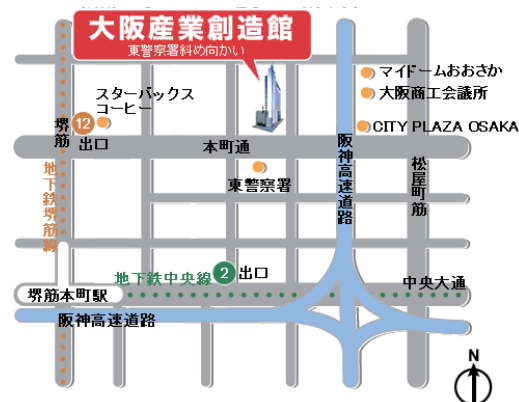 大阪産業創造館
東警察署斜め向かい
マイドームおおさか
大阪商工会議所
CITY PLAZA OSAKA
スターバックス
コーヒー
堺筋
12
出口
本町通
東警察署
阪神高速道路
松屋町筋
地下鉄堺筋線
地下鉄中央線
2
出口
中央大通
堺筋本町駅
阪神高速道路
N